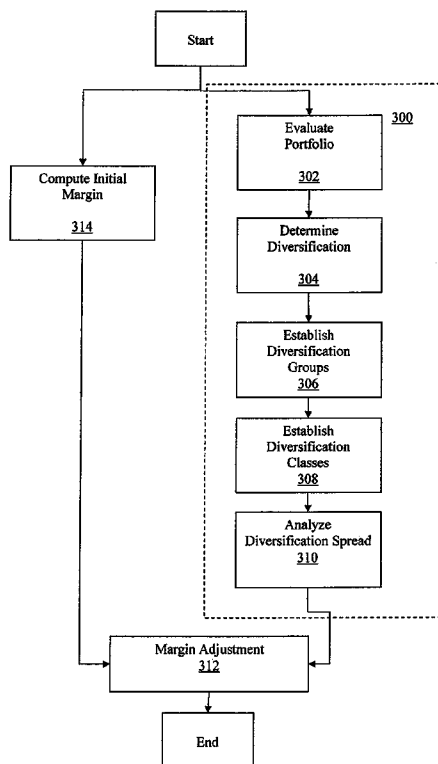 Start
300
Evaluate
Portfolio
302
Compute Initial
Margin
314
Determine
Diversification
304
Establish
Diversification
Groups
306
Establish
Diversification
Classes
308
Analyze
Diversification Spread
310
Margin Adjustment
312
End